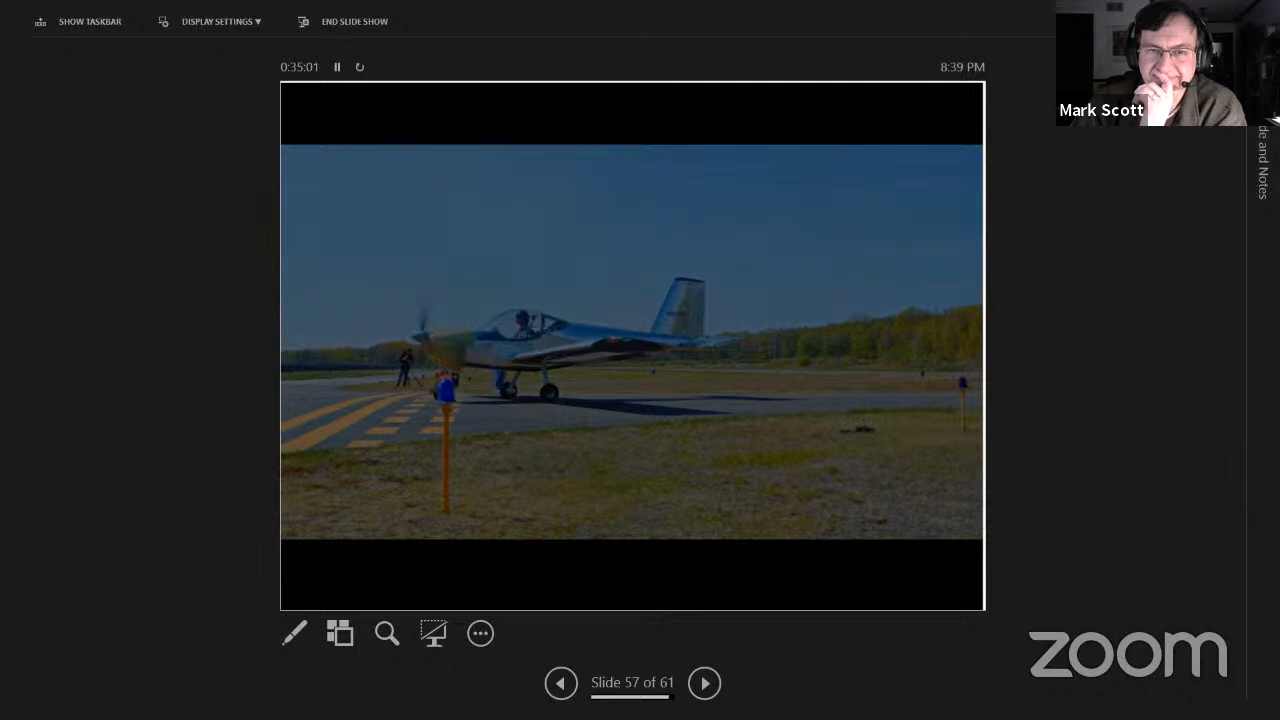 SHOW TASKBAR
DISPLAY SETTINGS ▼
END SLIDE SHOW
0:35:01
8:39 PM
Mark Scott
de and Notes
zoom
Slide 57 of 61